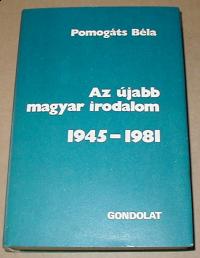 Pomogáts Béla
Az újabb
magyar irodalom
1945-1981
GONDOLAT